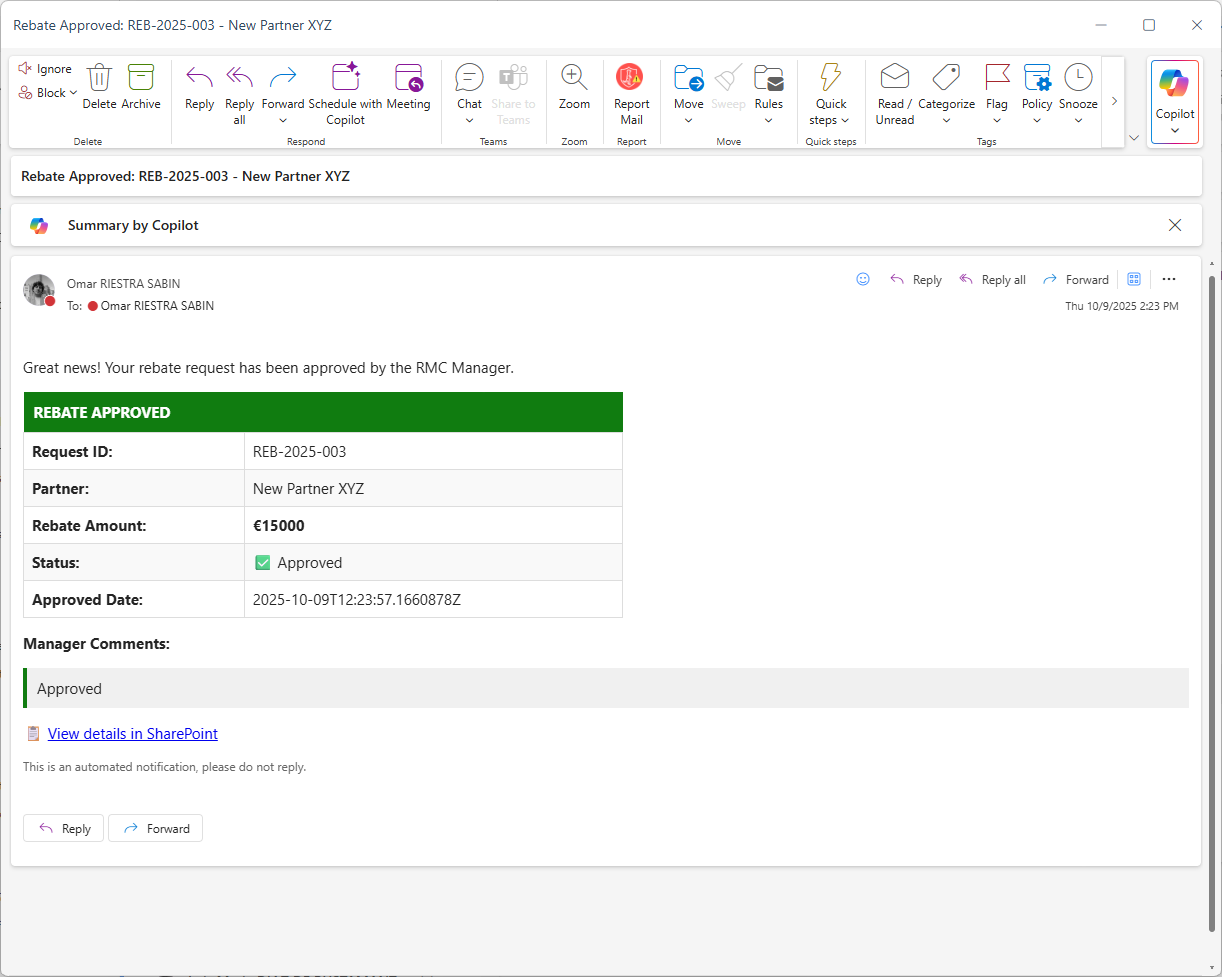 Rebate Approved: REB-2025-003 - New Partner XYZ
Ignore
Block
Delete
Archive
Delete
Reply
Reply all
Forward
Schedule with Copilot
Meeting
Respond
Chat
Share to Teams
Teams
Zoom
Zoom
Report Mail
Report
Move
Sweep
Rules
Move
Quick steps
Quick steps
Read / Unread
Categorize
Flag
Policy
Snooze
Tags
Copilot
Rebate Approved: REB-2025-003 - New Partner XYZ
Summary by Copilot
Omar RIESTRA SABIN
To: Omar RIESTRA SABIN
Reply
Reply all
Forward
Thu 10/9/2025 2:23 PM
Great news! Your rebate request has been approved by the RMC Manager.
REBATE APPROVED
Request ID: REB-2025-003
Partner: New Partner XYZ
Rebate Amount: €15000
Status: ✅ Approved
Approved Date: 2025-10-09T12:23:57.1660878Z
Manager Comments:
Approved
View details in SharePoint
This is an automated notification, please do not reply.
Reply
Forward